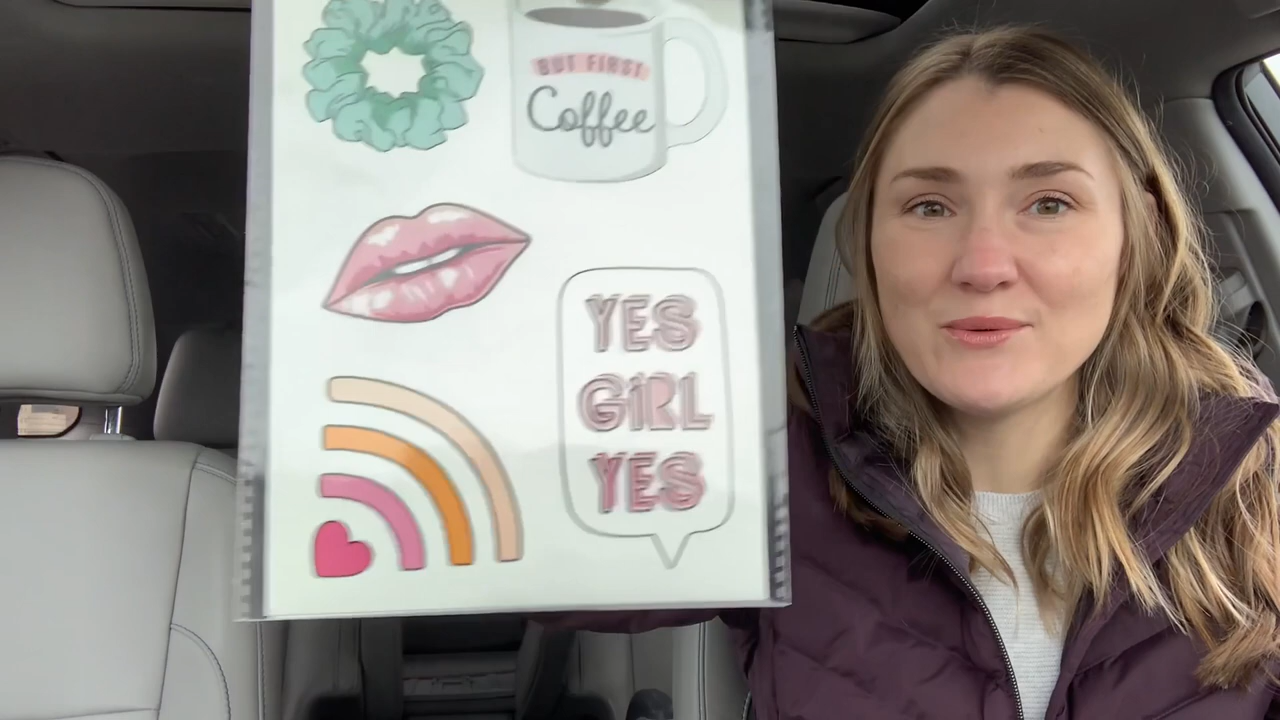 BUT FIRST
Coffee
YES
GIRL
YES